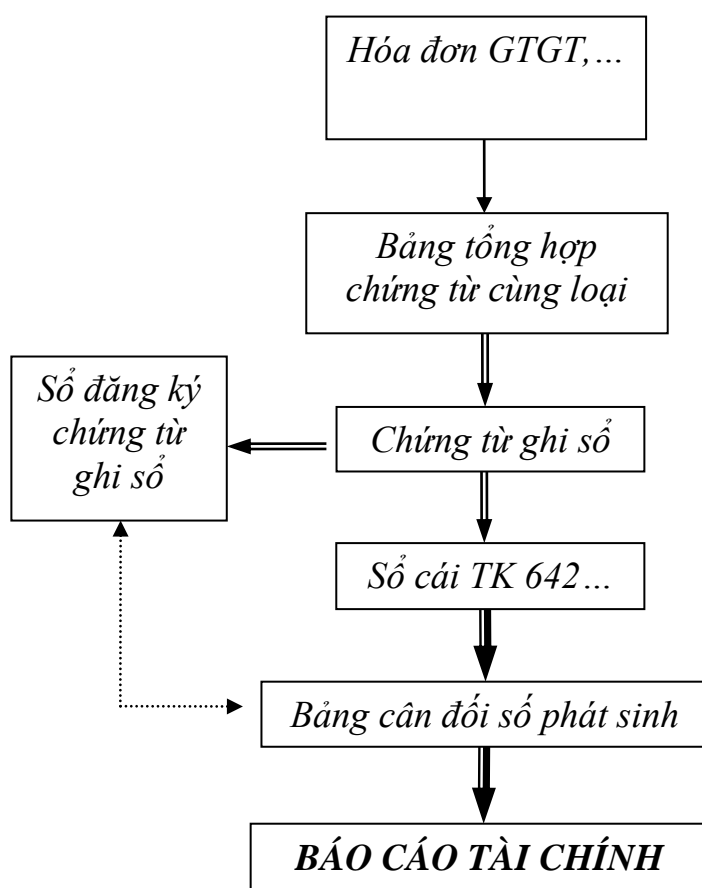 Hóa đơn GTGT,…
Bảng tổng hợp
chứng từ cùng loại
Sổ đăng ký
chứng từ
ghi sổ
Chứng từ ghi sổ
Sổ cái TK 642…
Bảng cân đối số phát sinh
BÁO CÁO TÀI CHÍNH